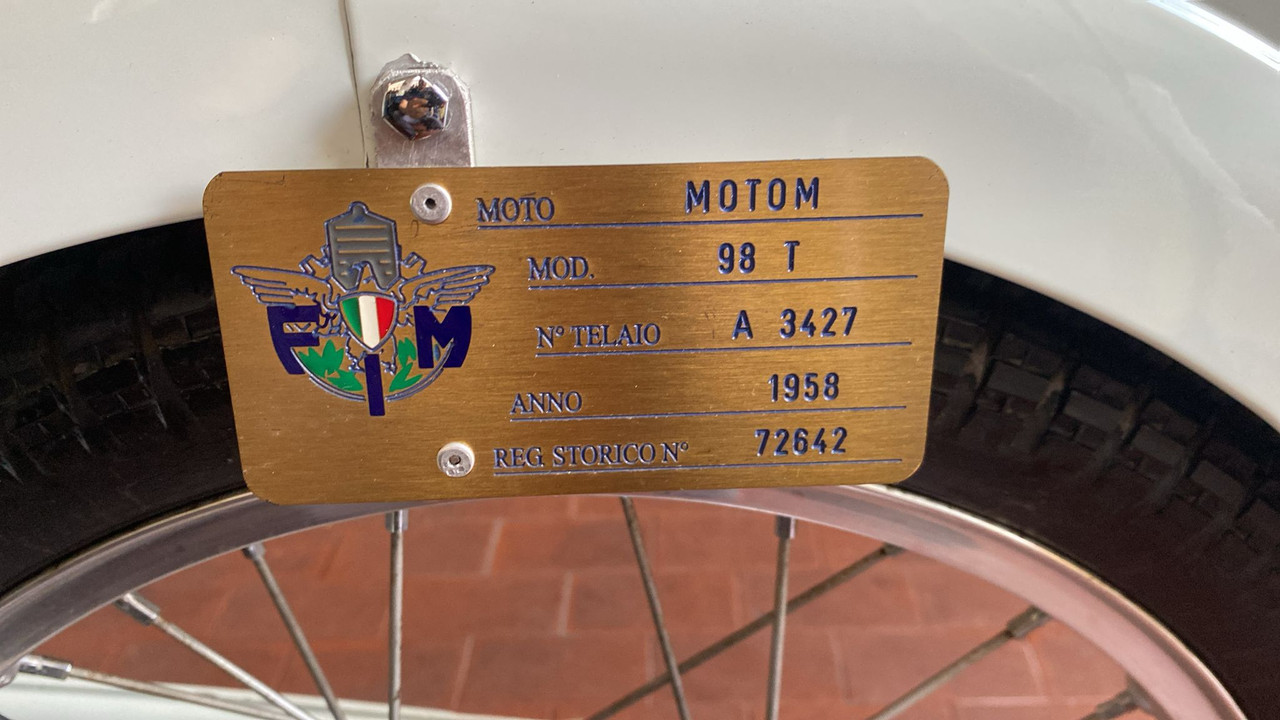 MOTO MOTOM
MOD. 98 T
N° TELAIO A 3427
ANNO 1958
REG. STORICO N° 72642
FIM